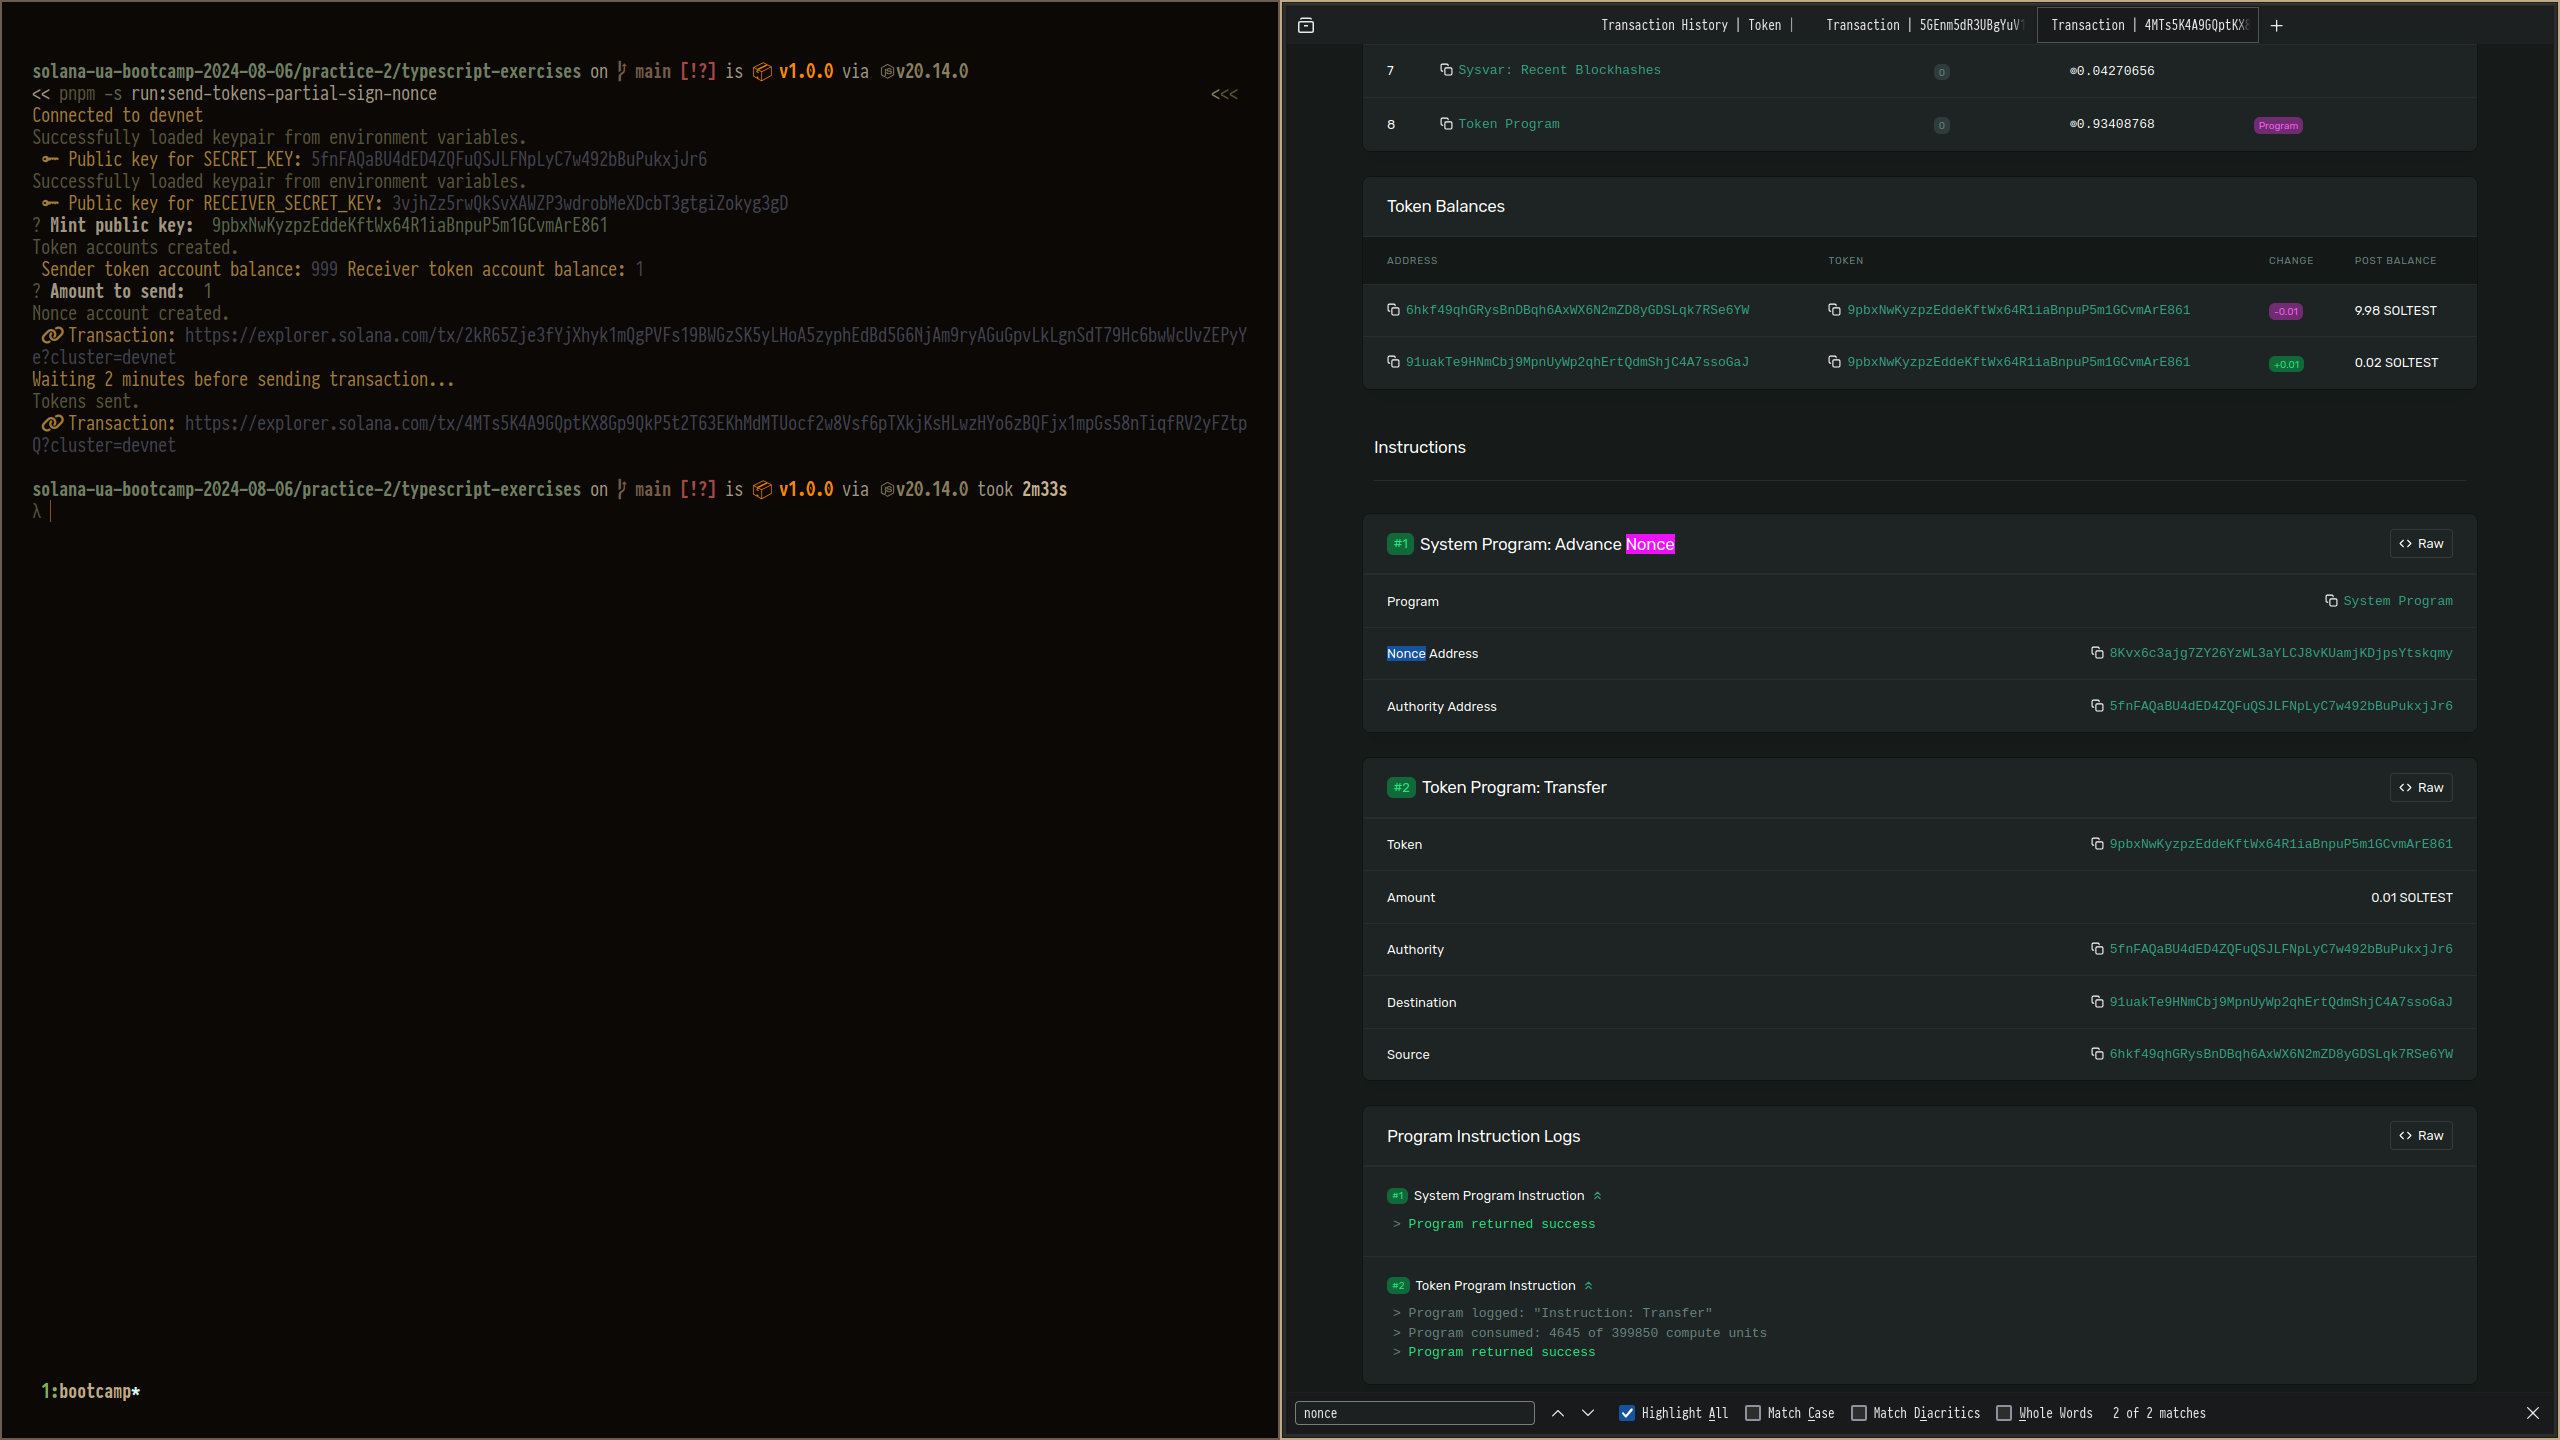 solana-ua-bootcamp-2024-08-06/practice-2/typescript-exercises on main [!?] is v1.0.0 via v20.14.0
<< pnpm -s run:send-tokens-partial-sign-nonce <<<
Connected to devnet
Successfully loaded keypair from environment variables.
Public key for SECRET_KEY: 5fnFAQaBU4dED4ZQFuQSJLFNpLyC7w492bBuPukxjJr6
Successfully loaded keypair from environment variables.
Public key for RECEIVER_SECRET_KEY: 3vjhZz5rwQkSvXAWZP3wdrobMeXDcbT3gtgiZokyg3gD
? Mint public key: 9pbxNwKyzpzEddeKftWx64R1iaBnpuP5m1GCvmArE861
Token accounts created.
Sender token account balance: 999 Receiver token account balance: 1
? Amount to send: 1
Nonce account created.
Transaction: https://explorer.solana.com/tx/2kR65Zje3fYjXhyk1mQgPVFs19BWGzSK5yLHoA5zyphEdBd5G6NjAm9ryAGuGpvLkLgnSdT79Hc6bwWcUvZEPyY
e?cluster=devnet
Waiting 2 minutes before sending transaction...
Tokens sent.
Transaction: https://explorer.solana.com/tx/4MTs5K4A9GQptKX8Gp9QkP5t2T63EKhMdMTUocf2w8Vsf6pTXkjKsHLwzHYo6zBQFjx1mpGs58nTiqfRV2yFZtp
Q?cluster=devnet
solana-ua-bootcamp-2024-08-06/practice-2/typescript-exercises on main [!?] is v1.0.0 via v20.14.0 took 2m33s
λ
1:bootcamp*
Transaction History | Token |
Transaction | 5GEnm5dR3UBgYuV
Transaction | 4MTs5K4A9GQptKX8
7 Sysvar: Recent Blockhashes 0 ◎0.04270656
8 Token Program 0 ◎0.93408768 Program
Token Balances
ADDRESS TOKEN CHANGE POST BALANCE
6hkf49qhGRysBnDBqh6AxWX6N2mZD8yGDSLqk7RSe6YW 9pbxNwKyzpzEddeKftWx64R1iaBnpuP5m1GCvmArE861 -0.01 9.98 SOLTEST
91uakTe9HNmCbj9MpnUyWp2qhErtQdmShjC4A7ssoGaJ 9pbxNwKyzpzEddeKftWx64R1iaBnpuP5m1GCvmArE861 +0.01 0.02 SOLTEST
Instructions
#1 System Program: Advance Nonce Raw
Program System Program
Nonce Address 8Kvx6c3ajg7ZY26YzWL3aYLCJ8vKUamjKDjpsYtskqmy
Authority Address 5fnFAQaBU4dED4ZQFuQSJLFNpLyC7w492bBuPukxjJr6
#2 Token Program: Transfer Raw
Token 9pbxNwKyzpzEddeKftWx64R1iaBnpuP5m1GCvmArE861
Amount 0.01 SOLTEST
Authority 5fnFAQaBU4dED4ZQFuQSJLFNpLyC7w492bBuPukxjJr6
Destination 91uakTe9HNmCbj9MpnUyWp2qhErtQdmShjC4A7ssoGaJ
Source 6hkf49qhGRysBnDBqh6AxWX6N2mZD8yGDSLqk7RSe6YW
Program Instruction Logs Raw
#1 System Program Instruction
> Program returned success
#2 Token Program Instruction
> Program logged: "Instruction: Transfer"
> Program consumed: 4645 of 399850 compute units
> Program returned success
nonce Highlight All Match Case Match Diacritics Whole Words 2 of 2 matches